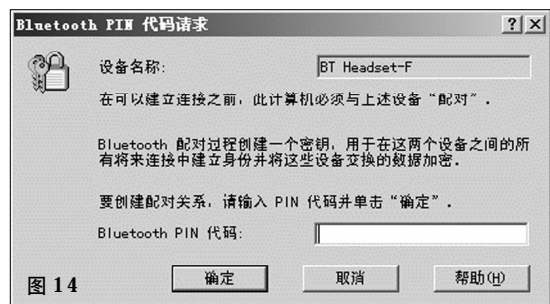 Bluetooth PIN 代码请求
设备名称: BT Headset-F
在可以建立连接之前，此计算机必须与上述设备“配对”.
Bluetooth 配对过程创建一个密钥，用于在这两个设备之间的所
有将来连接中建立身份并将这些设备交换的数据加密.
要创建配对关系，请输入 PIN 代码并单击“确定”.
Bluetooth PIN 代码:
确定 取消 帮助(H)
图 14